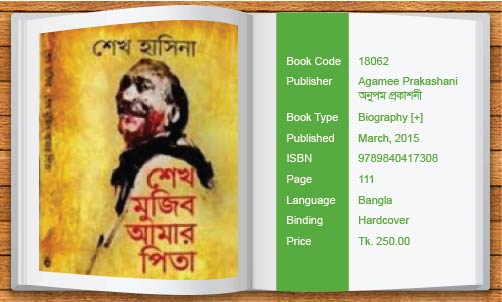 শেখ হাসিনা
শেখ
মুজিব
আমার
পিতা
Book Code 18062
Publisher Agamee Prakashani
অনুপম প্রকাশনী
Book Type Biography [+]
Published March, 2015
ISBN 9789840417308
Page 111
Language Bangla
Binding Hardcover
Price Tk. 250.00